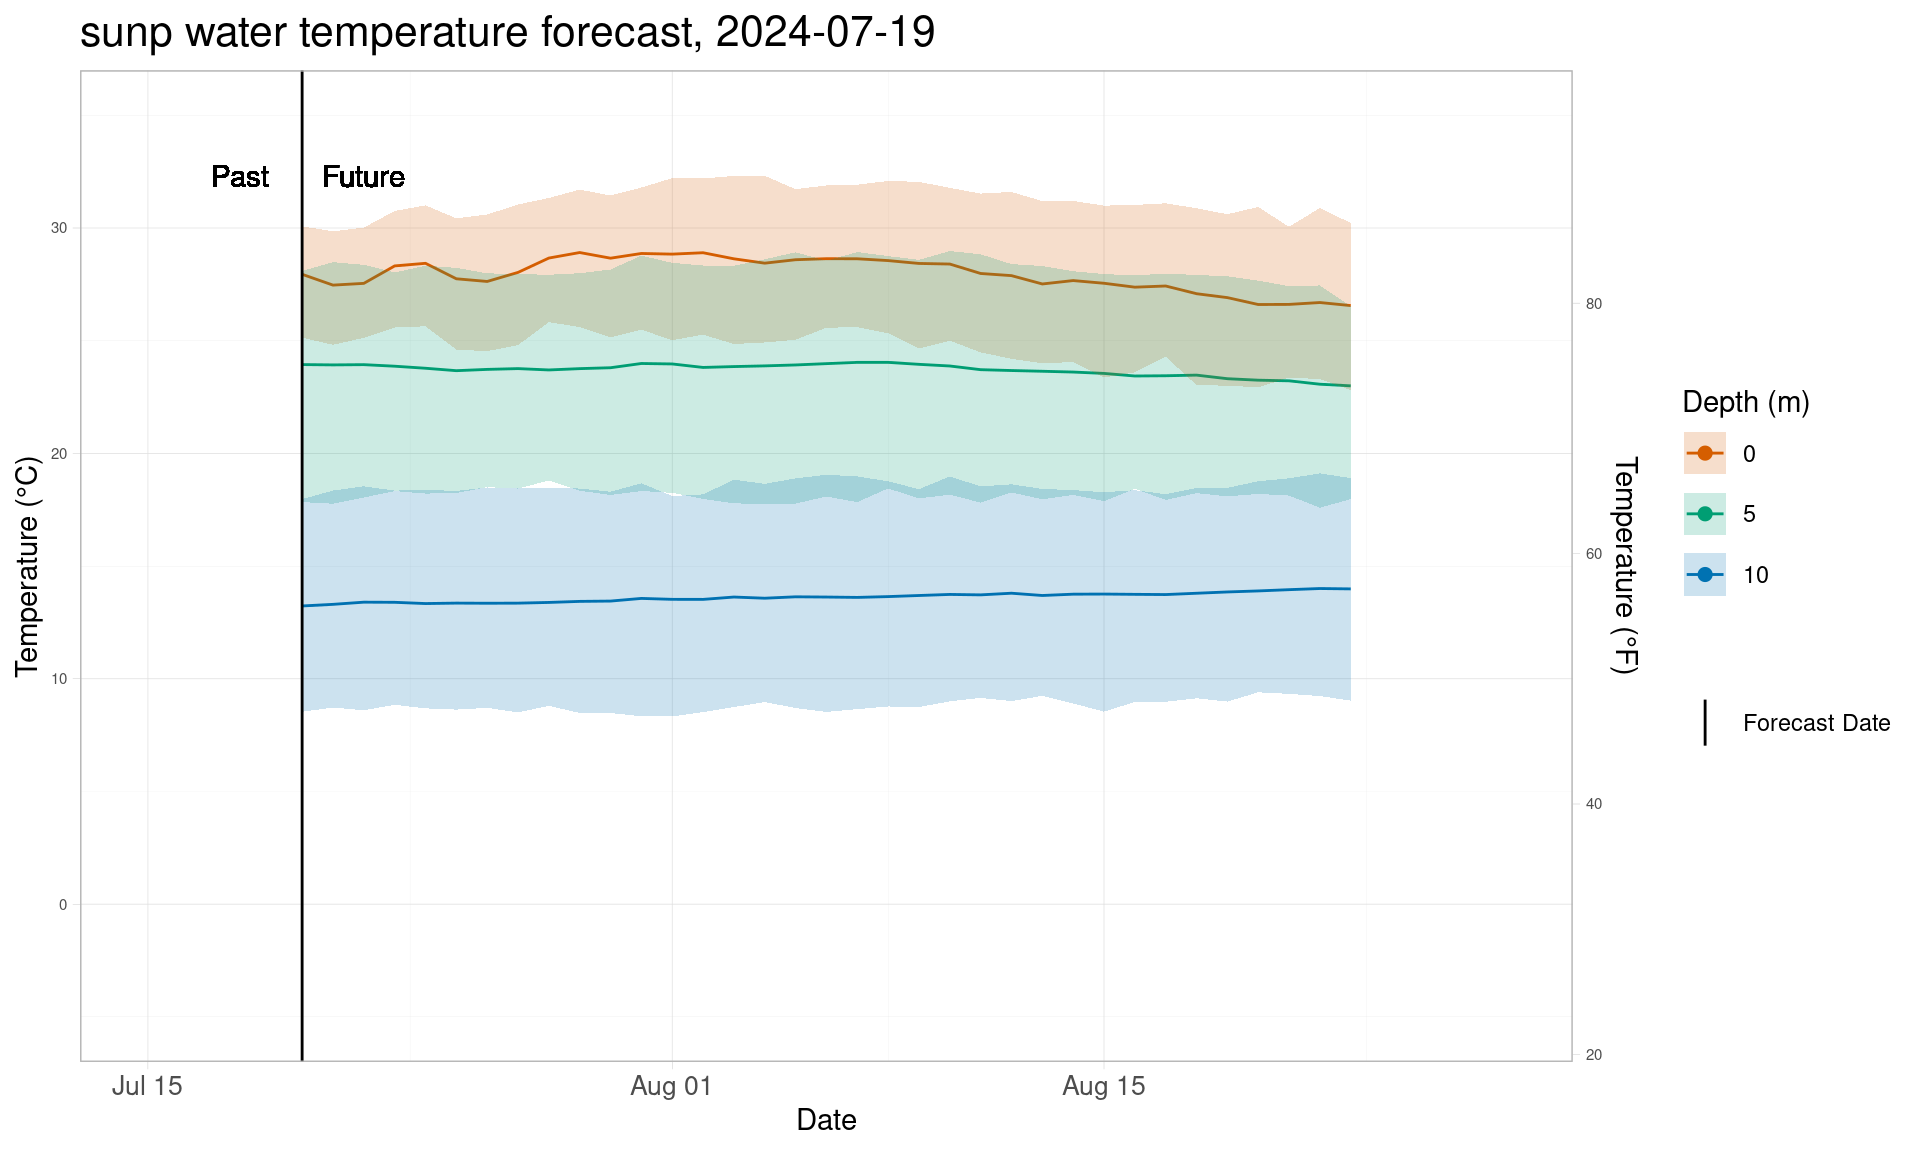 sunp water temperature forecast, 2024-07-19
Past
Future
30
20
10
0
Temperature (°C)
80
60
40
20
Temperature (°F)
Jul 15
Aug 01
Aug 15
Date
Depth (m)
0
5
10
Forecast Date